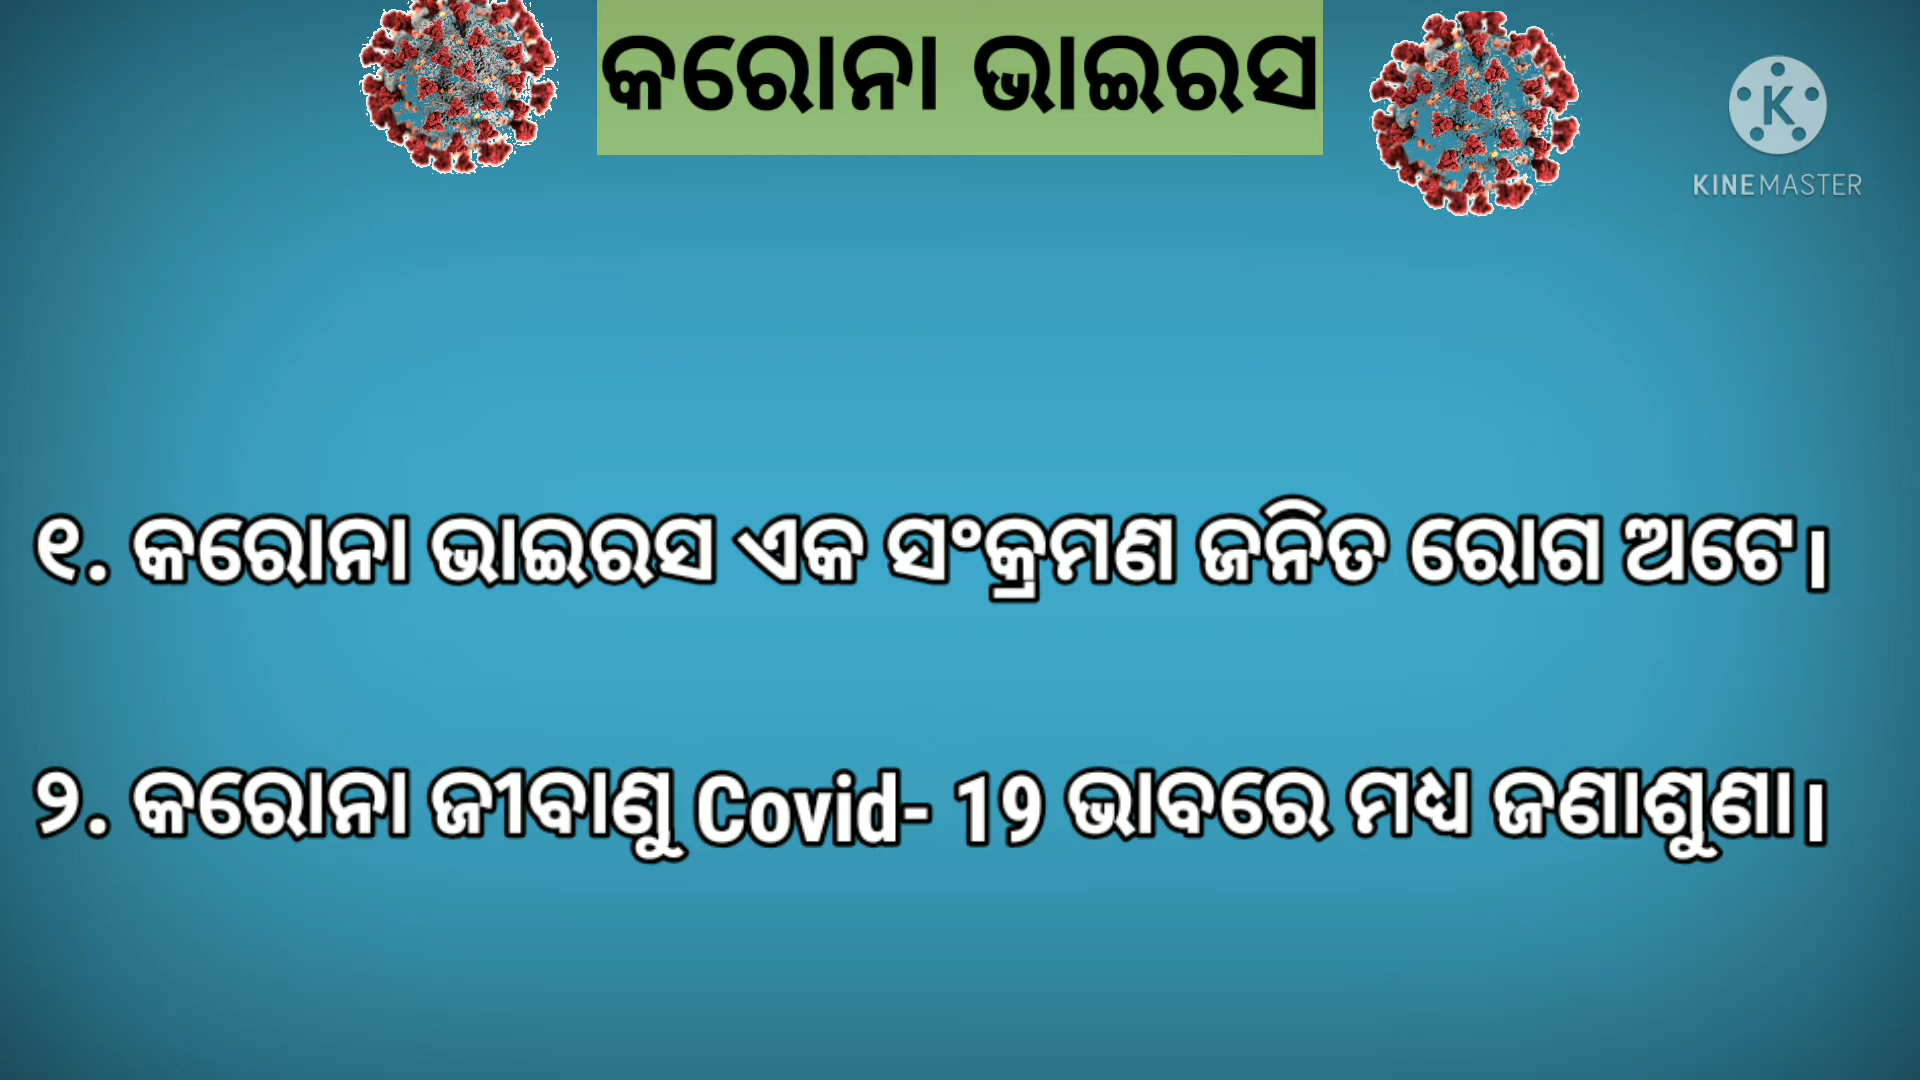 କରୋନା ଭାଇରସ
KINEMASTER
୧. କରୋନା ଭାଇରସ ଏକ ସଂକ୍ରମଣ ଜନିତ ରୋଗ ଅଟେ।
୨. କରୋନା ଜୀବାଣୁ Covid- 19 ଭାବରେ ମଧ୍ୟ ଜଣାଶୁଣା।